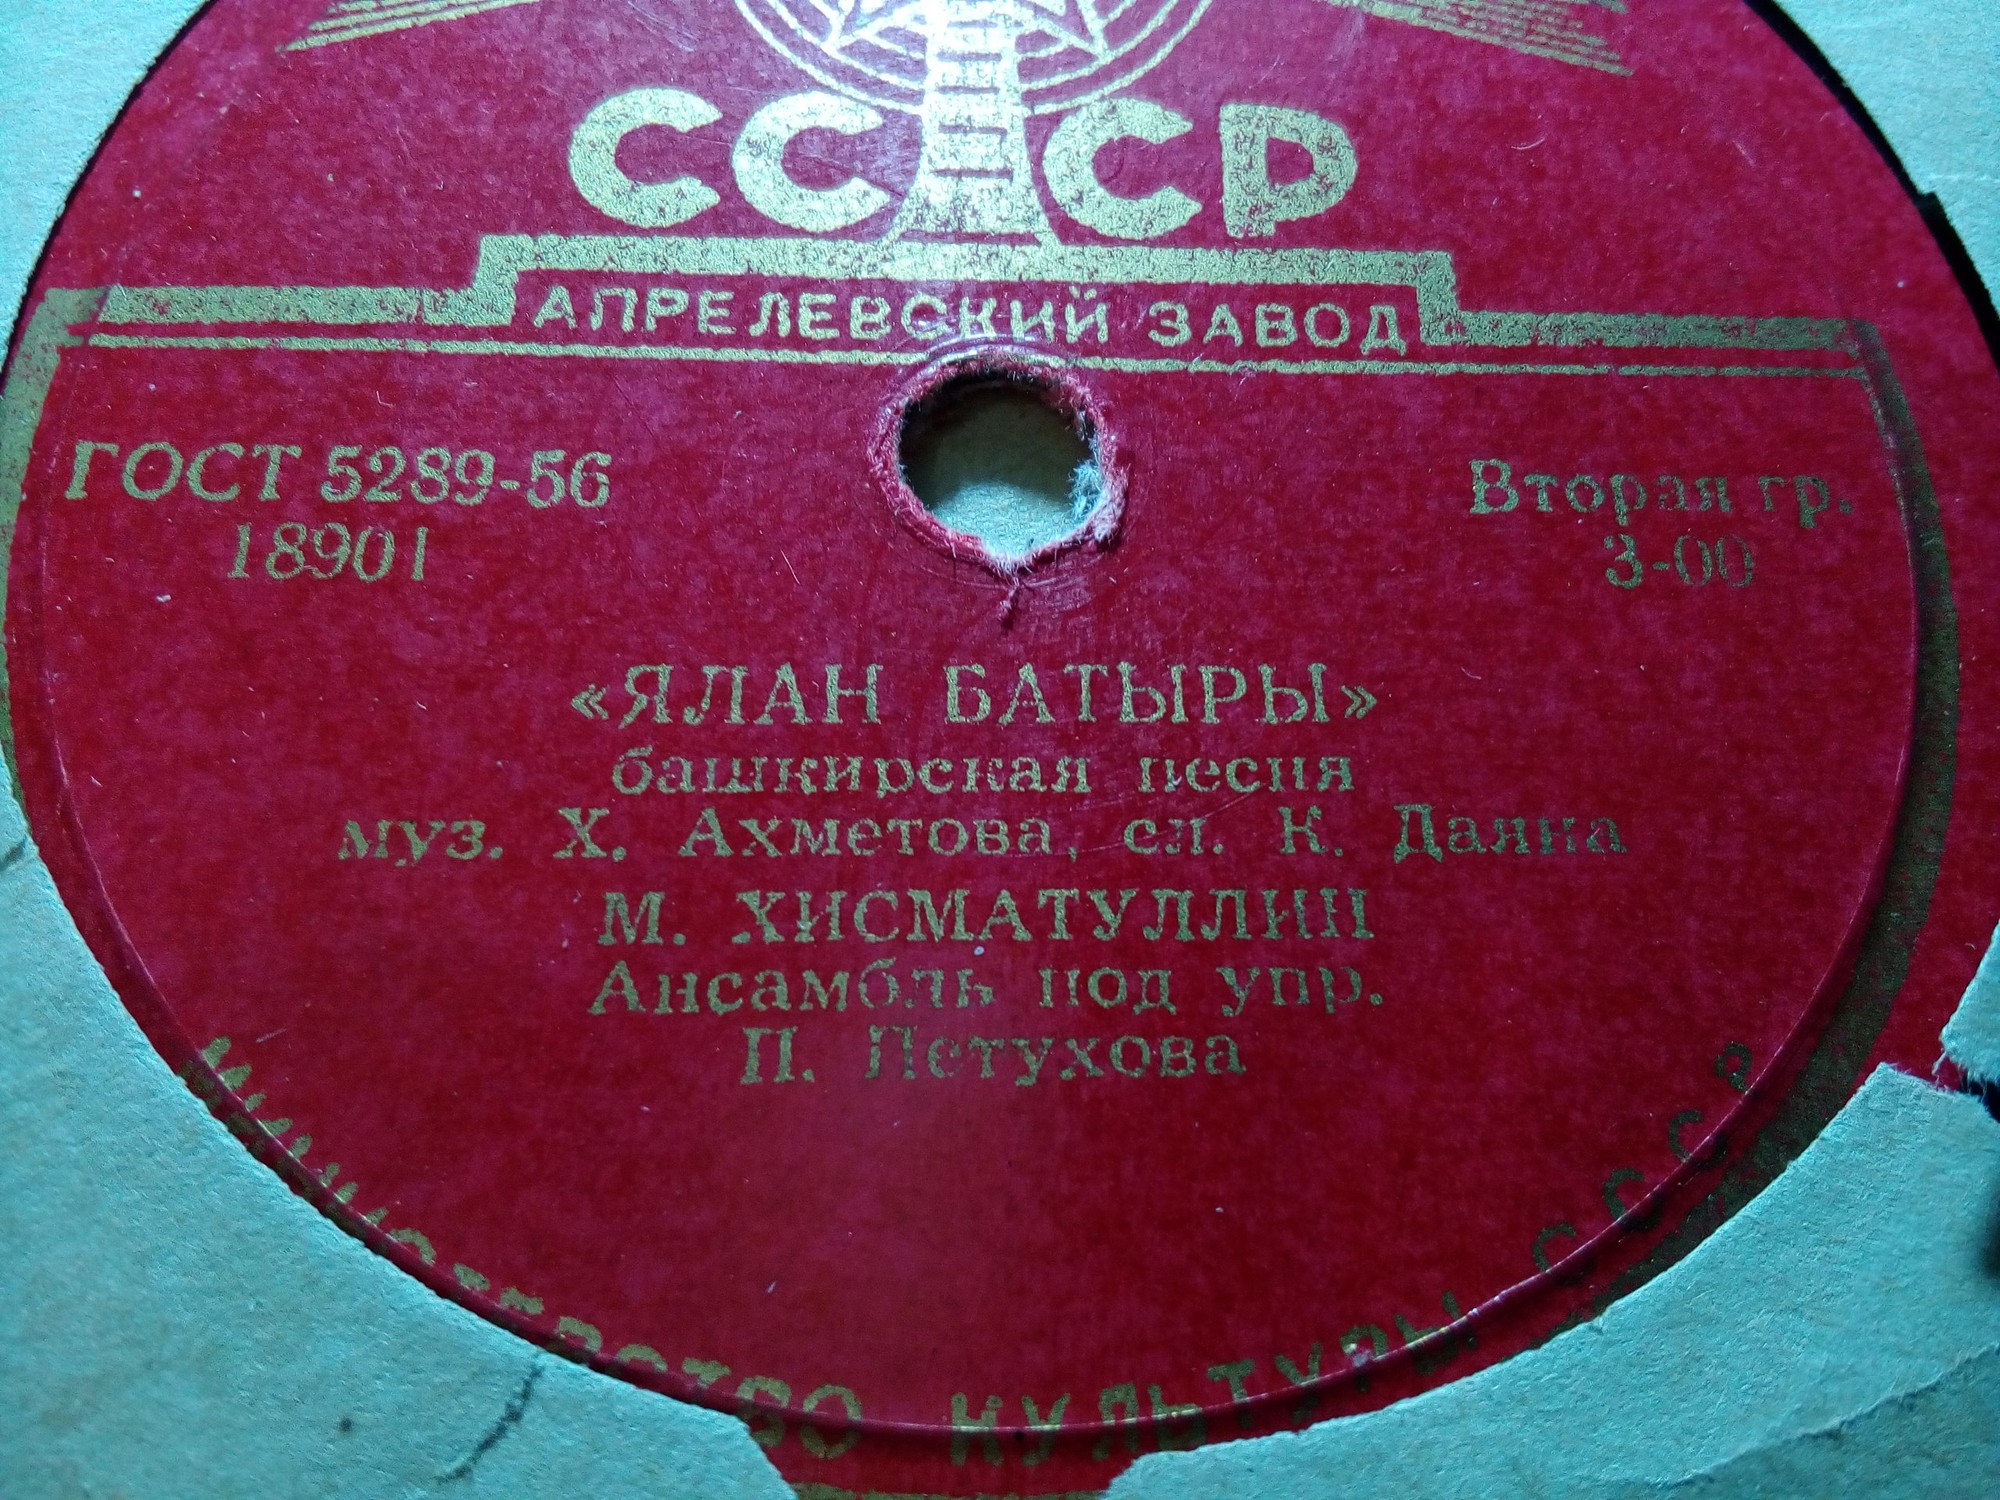 СССР
АПРЕЛЕВСКИЙ ЗАВОД
ГОСТ 5289-56
Вторая гр.
18901
3-00
«ЯЛАН БАТЫРЫ»
башкирская песня
муз. Х. Ахметова, сл. К. Даяна
М. ХИСМАТУЛЛИН
Ансамбль под упр.
П. Петухова
МИНИСТЕРСТВО КУЛЬТУРЫ СССР